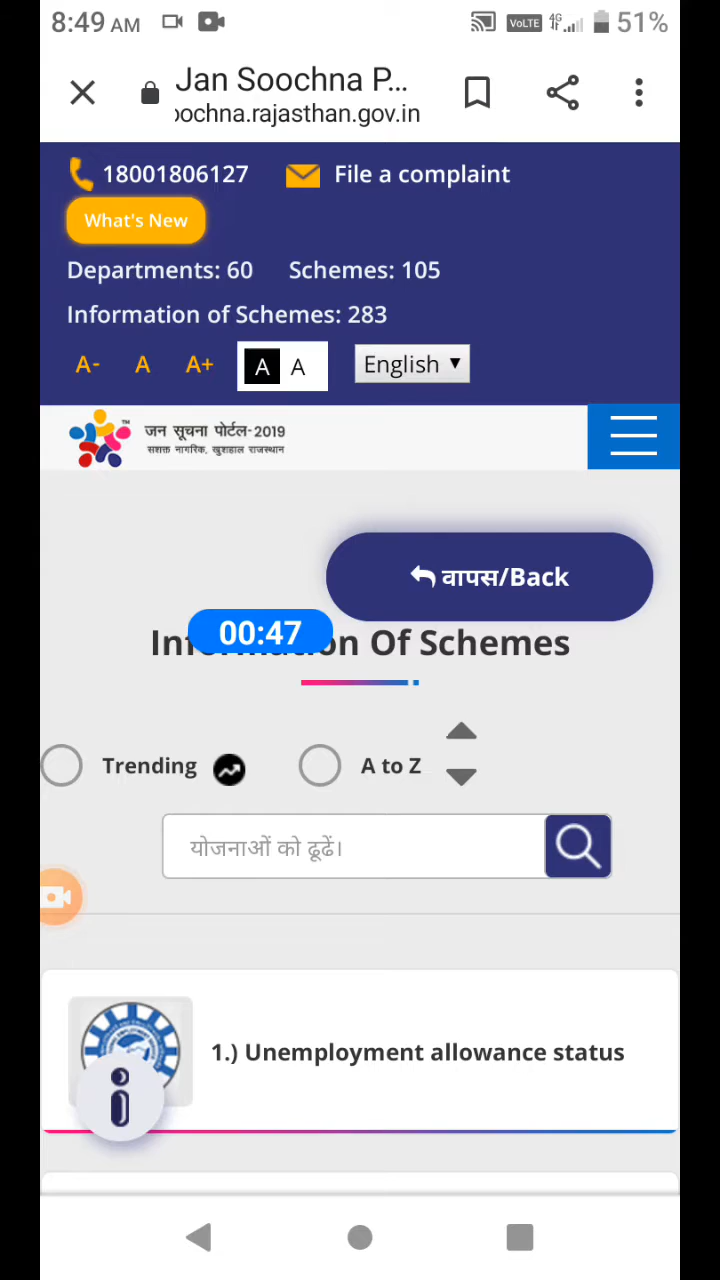 8:49 AM VoLTE 4G 51%
Jan Soochna P...
oochna.rajasthan.gov.in
18001806127 File a complaint
What's New
Departments: 60 Schemes: 105
Information of Schemes: 283
A- A A+ A A English
जन सूचना पोर्टल-2019
सशक्त नागरिक, खुशहाल राजस्थान
वापस/Back
00:47
Of Schemes
Trending A to Z
योजनाओं को ढूढें।
1.) Unemployment allowance status